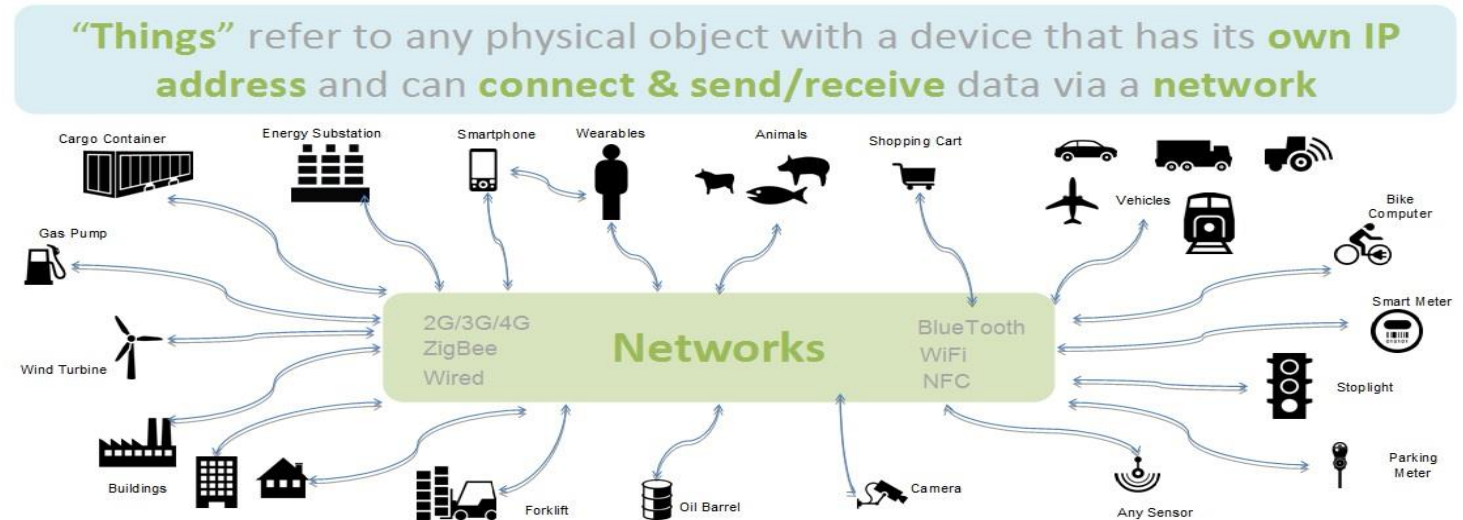 “Things” refer to any physical object with a device that has its own IP
address and can connect & send/receive data via a network
Cargo Container
Energy Substation
Smartphone
Wearables
Animals
Shopping Cart
Vehicles
Bike
Computer
Gas Pump
Smart Meter
2G/3G/4G
ZigBee
Wired
Networks
BlueTooth
WiFi
NFC
Wind Turbine
Stoplight
Buildings
Forklift
Oil Barrel
Camera
Any Sensor
Parking
Meter